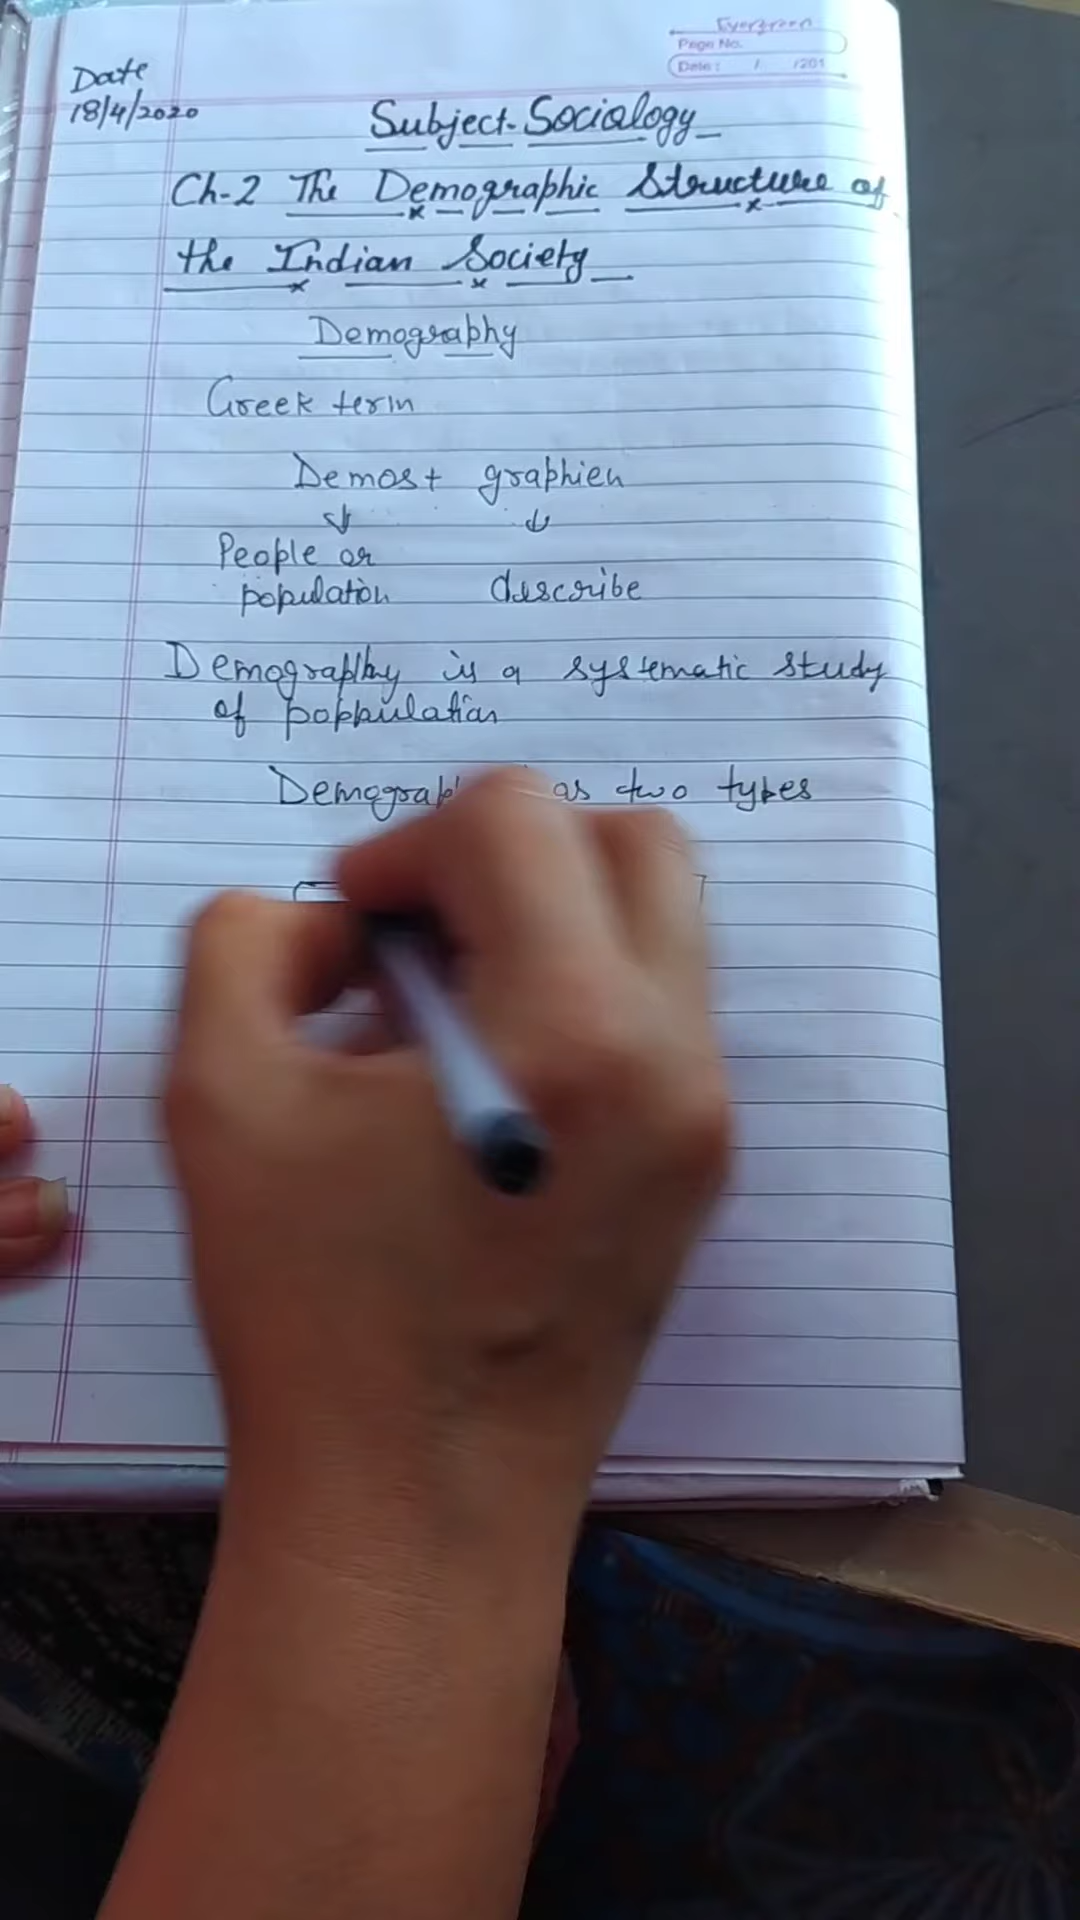 Evergreen
Page No.
Date: / /201
Date
18/4/2020
Subject-Sociology
Ch-2 The Demographic Structure of
the Indian Society
Demography
Greek term
Demos+ graphien
People or
population describe
Demography is a systematic study
of poppulation
as two types